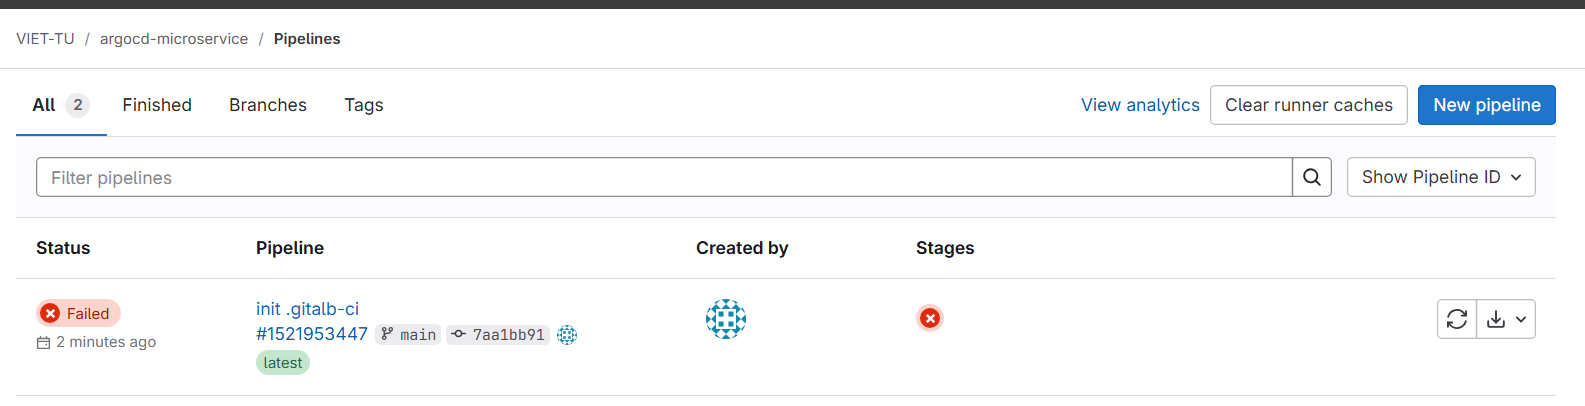 VIET-TU / argocd-microservice / Pipelines
All 2 Finished Branches Tags View analytics Clear runner caches New pipeline
Filter pipelines Show Pipeline ID
Status Pipeline Created by Stages
Failed init .gitalb-ci
#1521953447 main 7aa1bb91
2 minutes ago
latest